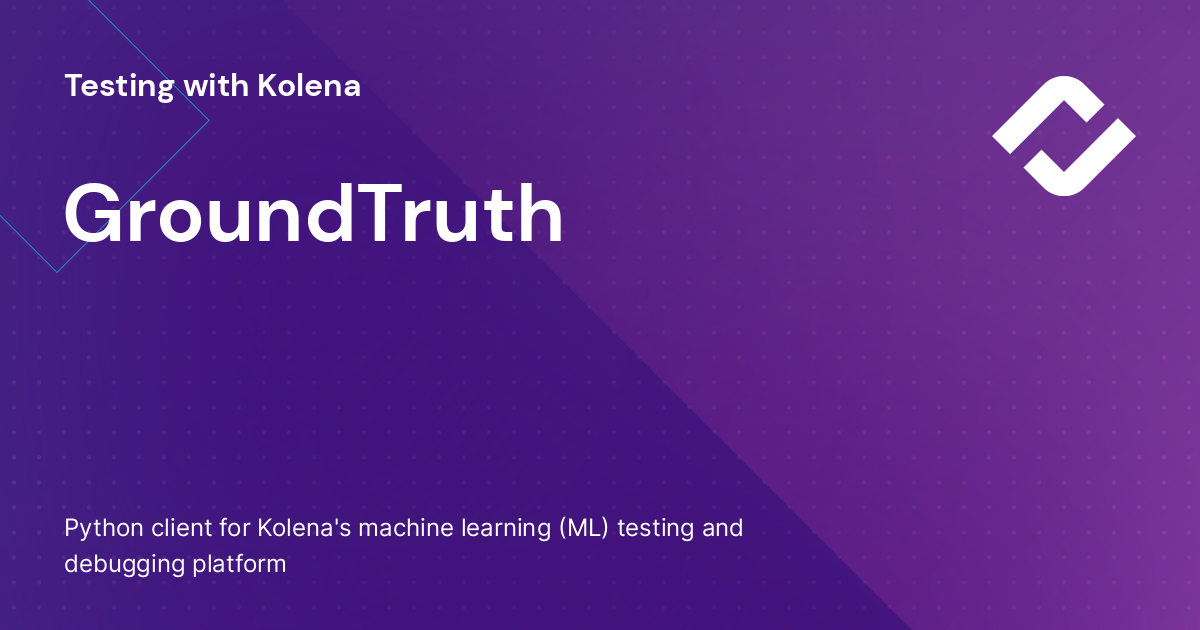 Testing with Kolena
GroundTruth
Python client for Kolena's machine learning (ML) testing and
debugging platform